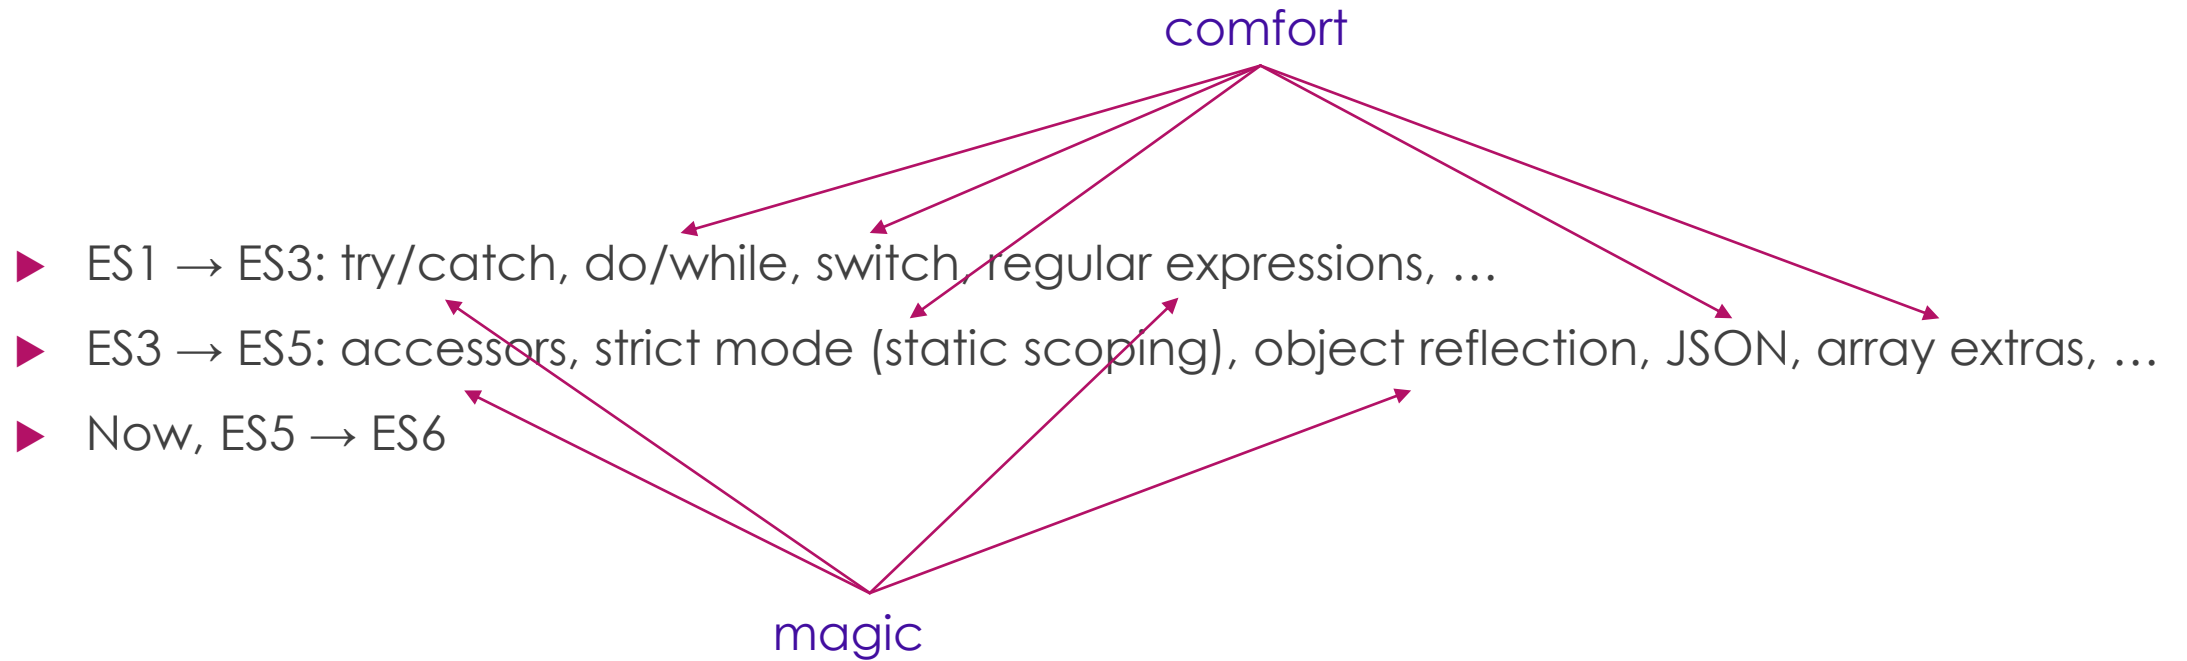 comfort
ES1 → ES3: try/catch, do/while, switch, regular expressions, …
ES3 → ES5: accessors, strict mode (static scoping), object reflection, JSON, array extras, …
Now, ES5 → ES6
magic